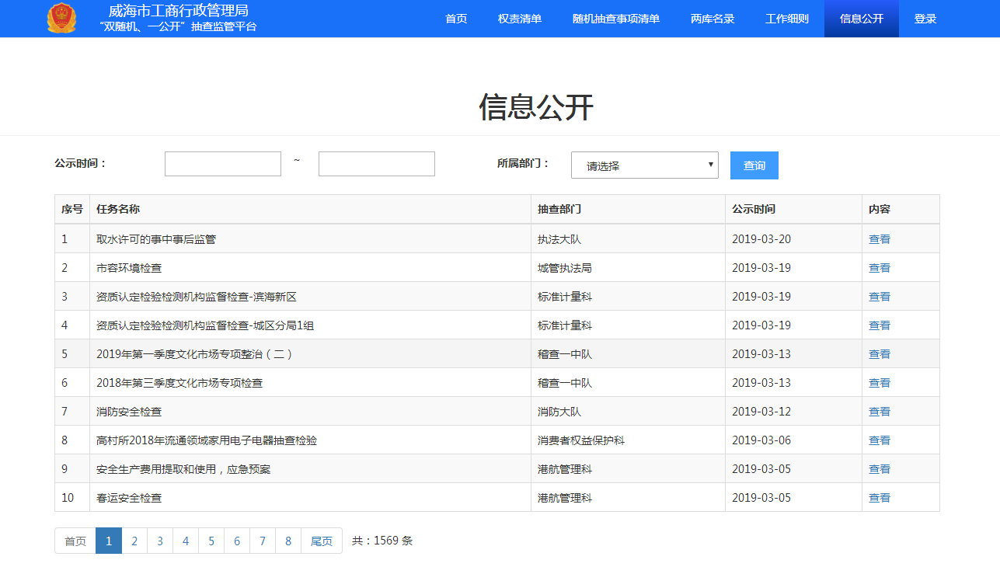 威海市工商行政管理局
“双随机、一公开”抽查监管平台
首页 权责清单 随机抽查事项清单 两库名录 工作细则 信息公开 登录
信息公开
公示时间： ~ 所属部门： 请选择 查询
序号 任务名称 抽查部门 公示时间 内容
1 取水许可的事中事后监管 执法大队 2019-03-20 查看
2 市容环境检查 城管执法局 2019-03-19 查看
3 资质认定检验检测机构监督检查-滨海新区 标准计量科 2019-03-19 查看
4 资质认定检验检测机构监督检查-城区分局1组 标准计量科 2019-03-19 查看
5 2019年第一季度文化市场专项整治（二） 稽查一中队 2019-03-13 查看
6 2018年第三季度文化市场专项检查 稽查一中队 2019-03-13 查看
7 消防安全检查 消防大队 2019-03-12 查看
8 高村所2018年流通领域家用电子电器抽查检验 消费者权益保护科 2019-03-06 查看
9 安全生产费用提取和使用，应急预案 港航管理科 2019-03-05 查看
10 春运安全检查 港航管理科 2019-03-05 查看
首页 1 2 3 4 5 6 7 8 尾页 共：1569 条